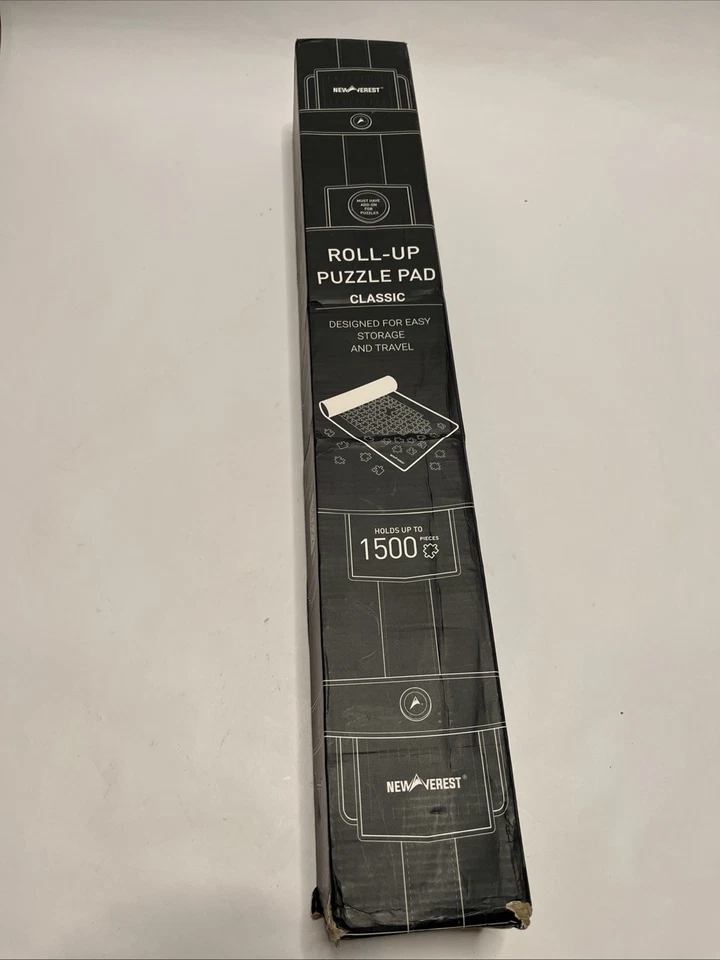 NEWVEREST™
MUST HAVE
ADD-ON
FOR
PUZZLES
ROLL-UP
PUZZLE PAD
CLASSIC
DESIGNED FOR EASY
STORAGE
AND TRAVEL
HOLDS UP TO
1500 PIECES
NEWVEREST®